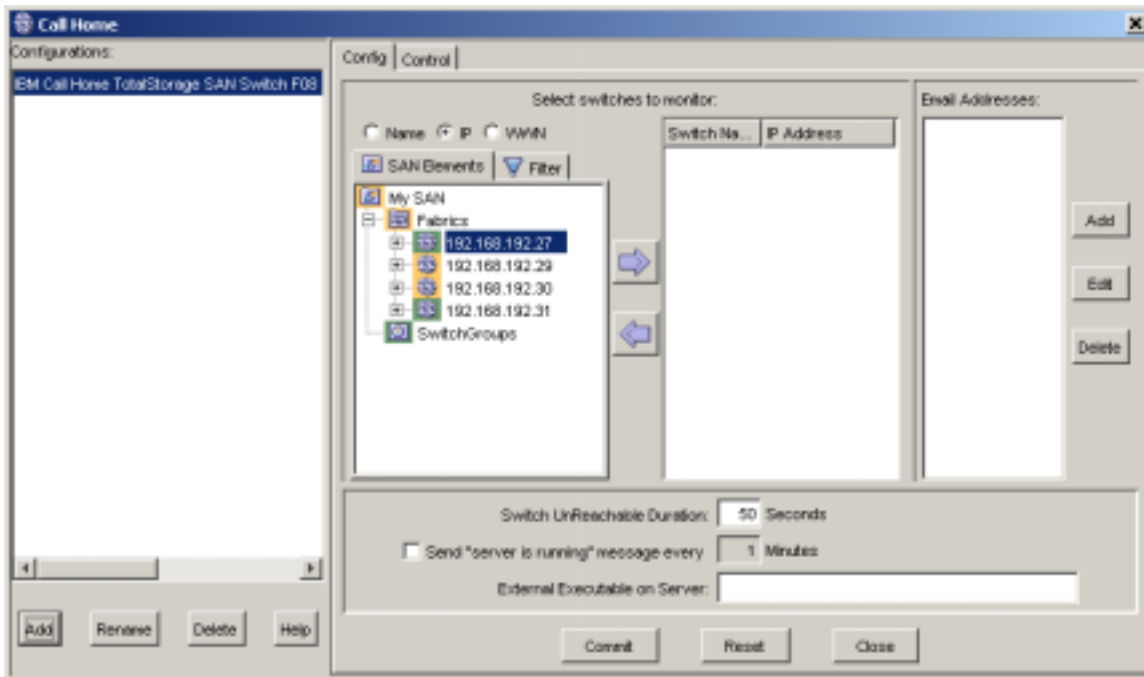 Call Home
Configurations:
IBM Call Home TotalStorage SAN Switch F08
Config
Control
Select switches to monitor:
Name
IP
WWN
SAN Elements
Filter
My SAN
Fabrics
192.168.192.27
192.168.192.29
192.168.192.30
192.168.192.31
SwitchGroups
Switch Na...
IP Address
Email Addresses:
Add
Edit
Delete
Switch UnReachable Duration:
50 Seconds
Send "server is running" message every
1 Minutes
External Executable on Server:
Add
Rename
Delete
Help
Commit
Reset
Close